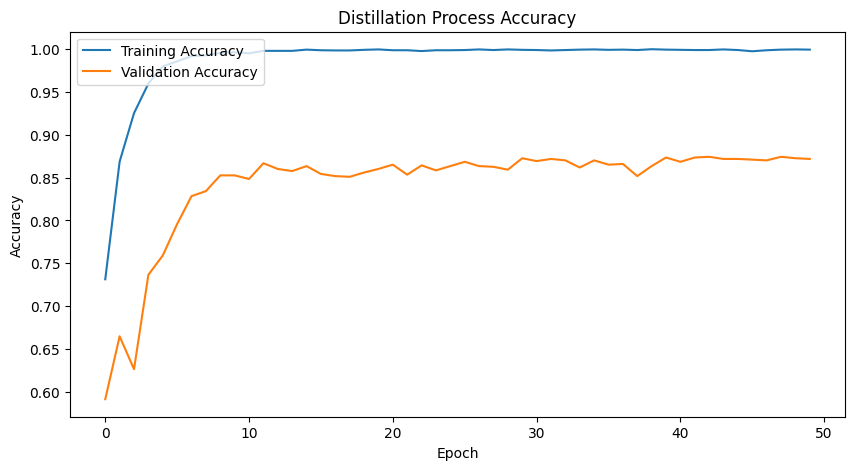 Distillation Process Accuracy
Training Accuracy
Validation Accuracy
1.00
0.95
0.90
0.85
0.80
0.75
0.70
0.65
0.60
Accuracy
0 10 20 30 40 50
Epoch